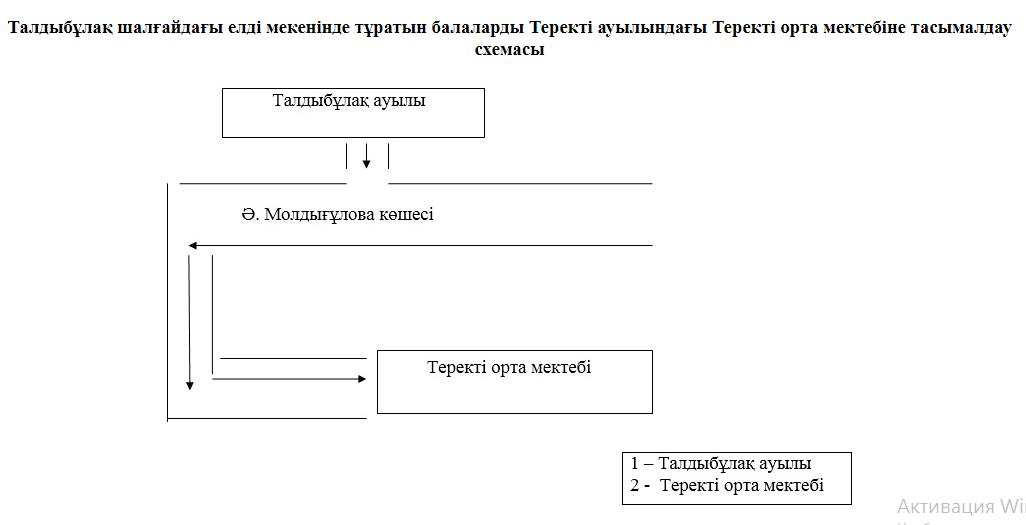 Талдыбұлақ шалғайдағы елді мекенінде тұратын балаларды Теректі ауылындағы Теректі орта мектебіне тасымалдау
схемасы
Талдыбұлақ ауылы
Ә. Молдығұлова көшесі
Теректі орта мектебі
1 – Талдыбұлақ ауылы
2 - Теректі орта мектебі
Активация Wi